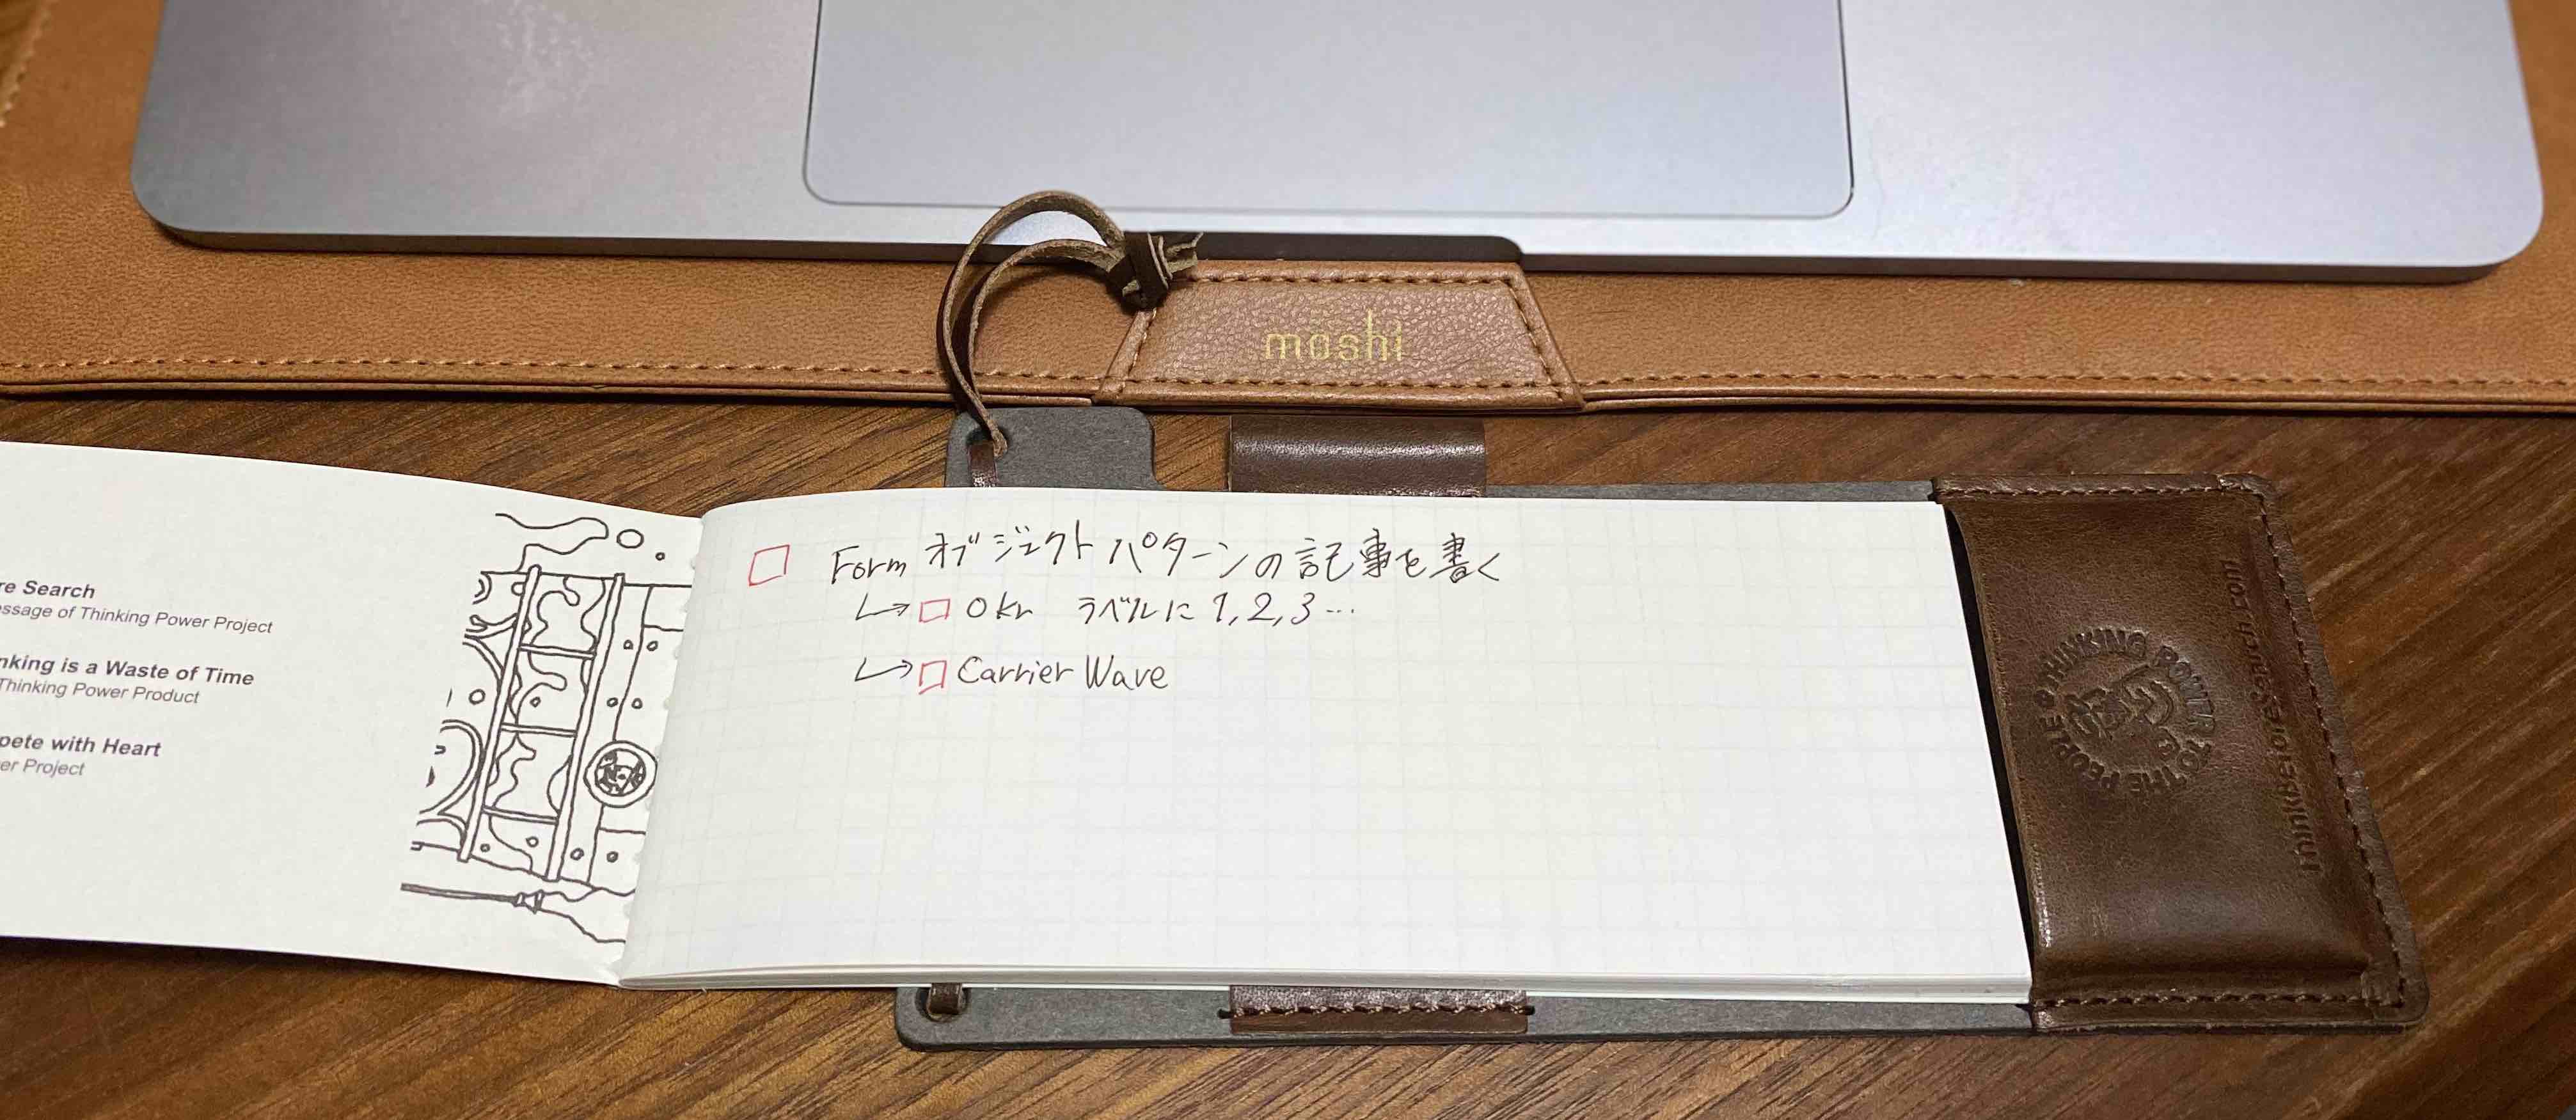 moshi
re Search
essage of Thinking Power Project
nking is a Waste of Time
Thinking Power Product
pete with Heart
er Project
Form オブジェクトパターンの記事を書く
↳ □ Okr ラベルに 1, 2, 3 …
↳ □ Carrier Wave
THINKING POWER TO THE PEOPLE
ThinkBeforeSearch.com